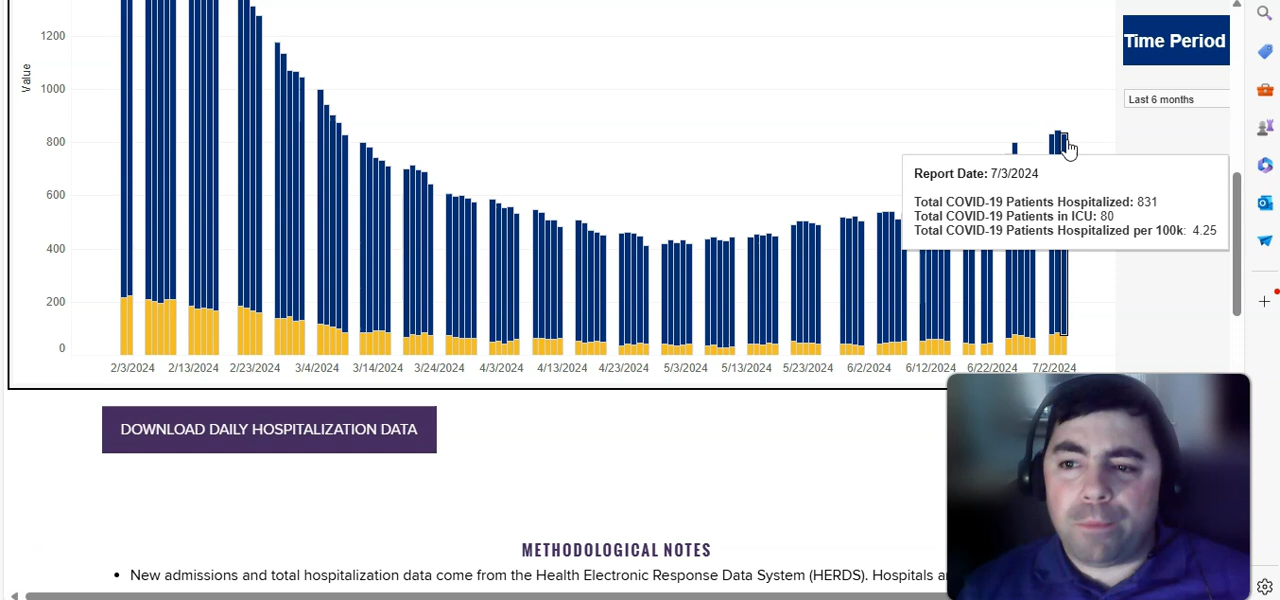 1200
1000
800
600
400
200
0
Value
2/3/2024 2/13/2024 2/23/2024 3/4/2024 3/14/2024 3/24/2024 4/3/2024 4/13/2024 4/23/2024 5/3/2024 5/13/2024 5/23/2024 6/2/2024 6/12/2024 6/22/2024 7/2/2024
Time Period
Last 6 months
Report Date: 7/3/2024
Total COVID-19 Patients Hospitalized: 831
Total COVID-19 Patients in ICU: 80
Total COVID-19 Patients Hospitalized per 100k: 4.25
DOWNLOAD DAILY HOSPITALIZATION DATA
METHODOLOGICAL NOTES
• New admissions and total hospitalization data come from the Health Electronic Response Data System (HERDS). Hospitals a